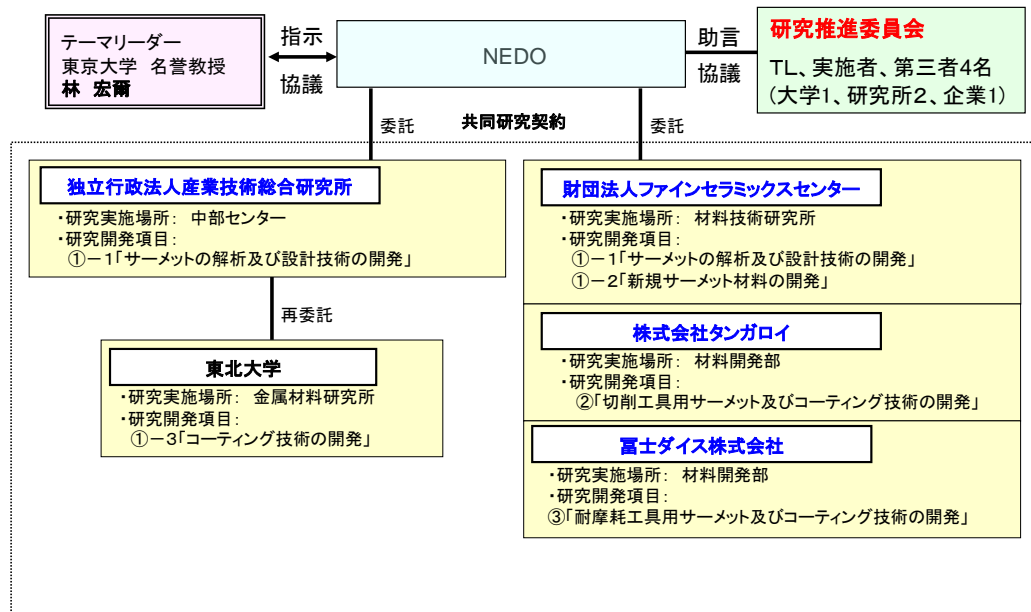 テーマリーダー
東京大学 名誉教授
林 宏爾
指示
協議
NEDO
助言
協議
研究推進委員会
TL、実施者、第三者4名
(大学1、研究所2、企業1)
委託
共同研究契約
委託
独立行政法人産業技術総合研究所
・研究実施場所: 中部センター
・研究開発項目:
①－1「サーメットの解析及び設計技術の開発」
再委託
東北大学
・研究実施場所: 金属材料研究所
・研究開発項目:
①－3「コーティング技術の開発」
財団法人ファインセラミックスセンター
・研究実施場所: 材料技術研究所
・研究開発項目:
①－1「サーメットの解析及び設計技術の開発」
①－2「新規サーメット材料の開発」
株式会社タンガロイ
・研究実施場所: 材料開発部
・研究開発項目:
②「切削工具用サーメット及びコーティング技術の開発」
冨士ダイス株式会社
・研究実施場所: 材料開発部
・研究開発項目:
③「耐摩耗工具用サーメット及びコーティング技術の開発」